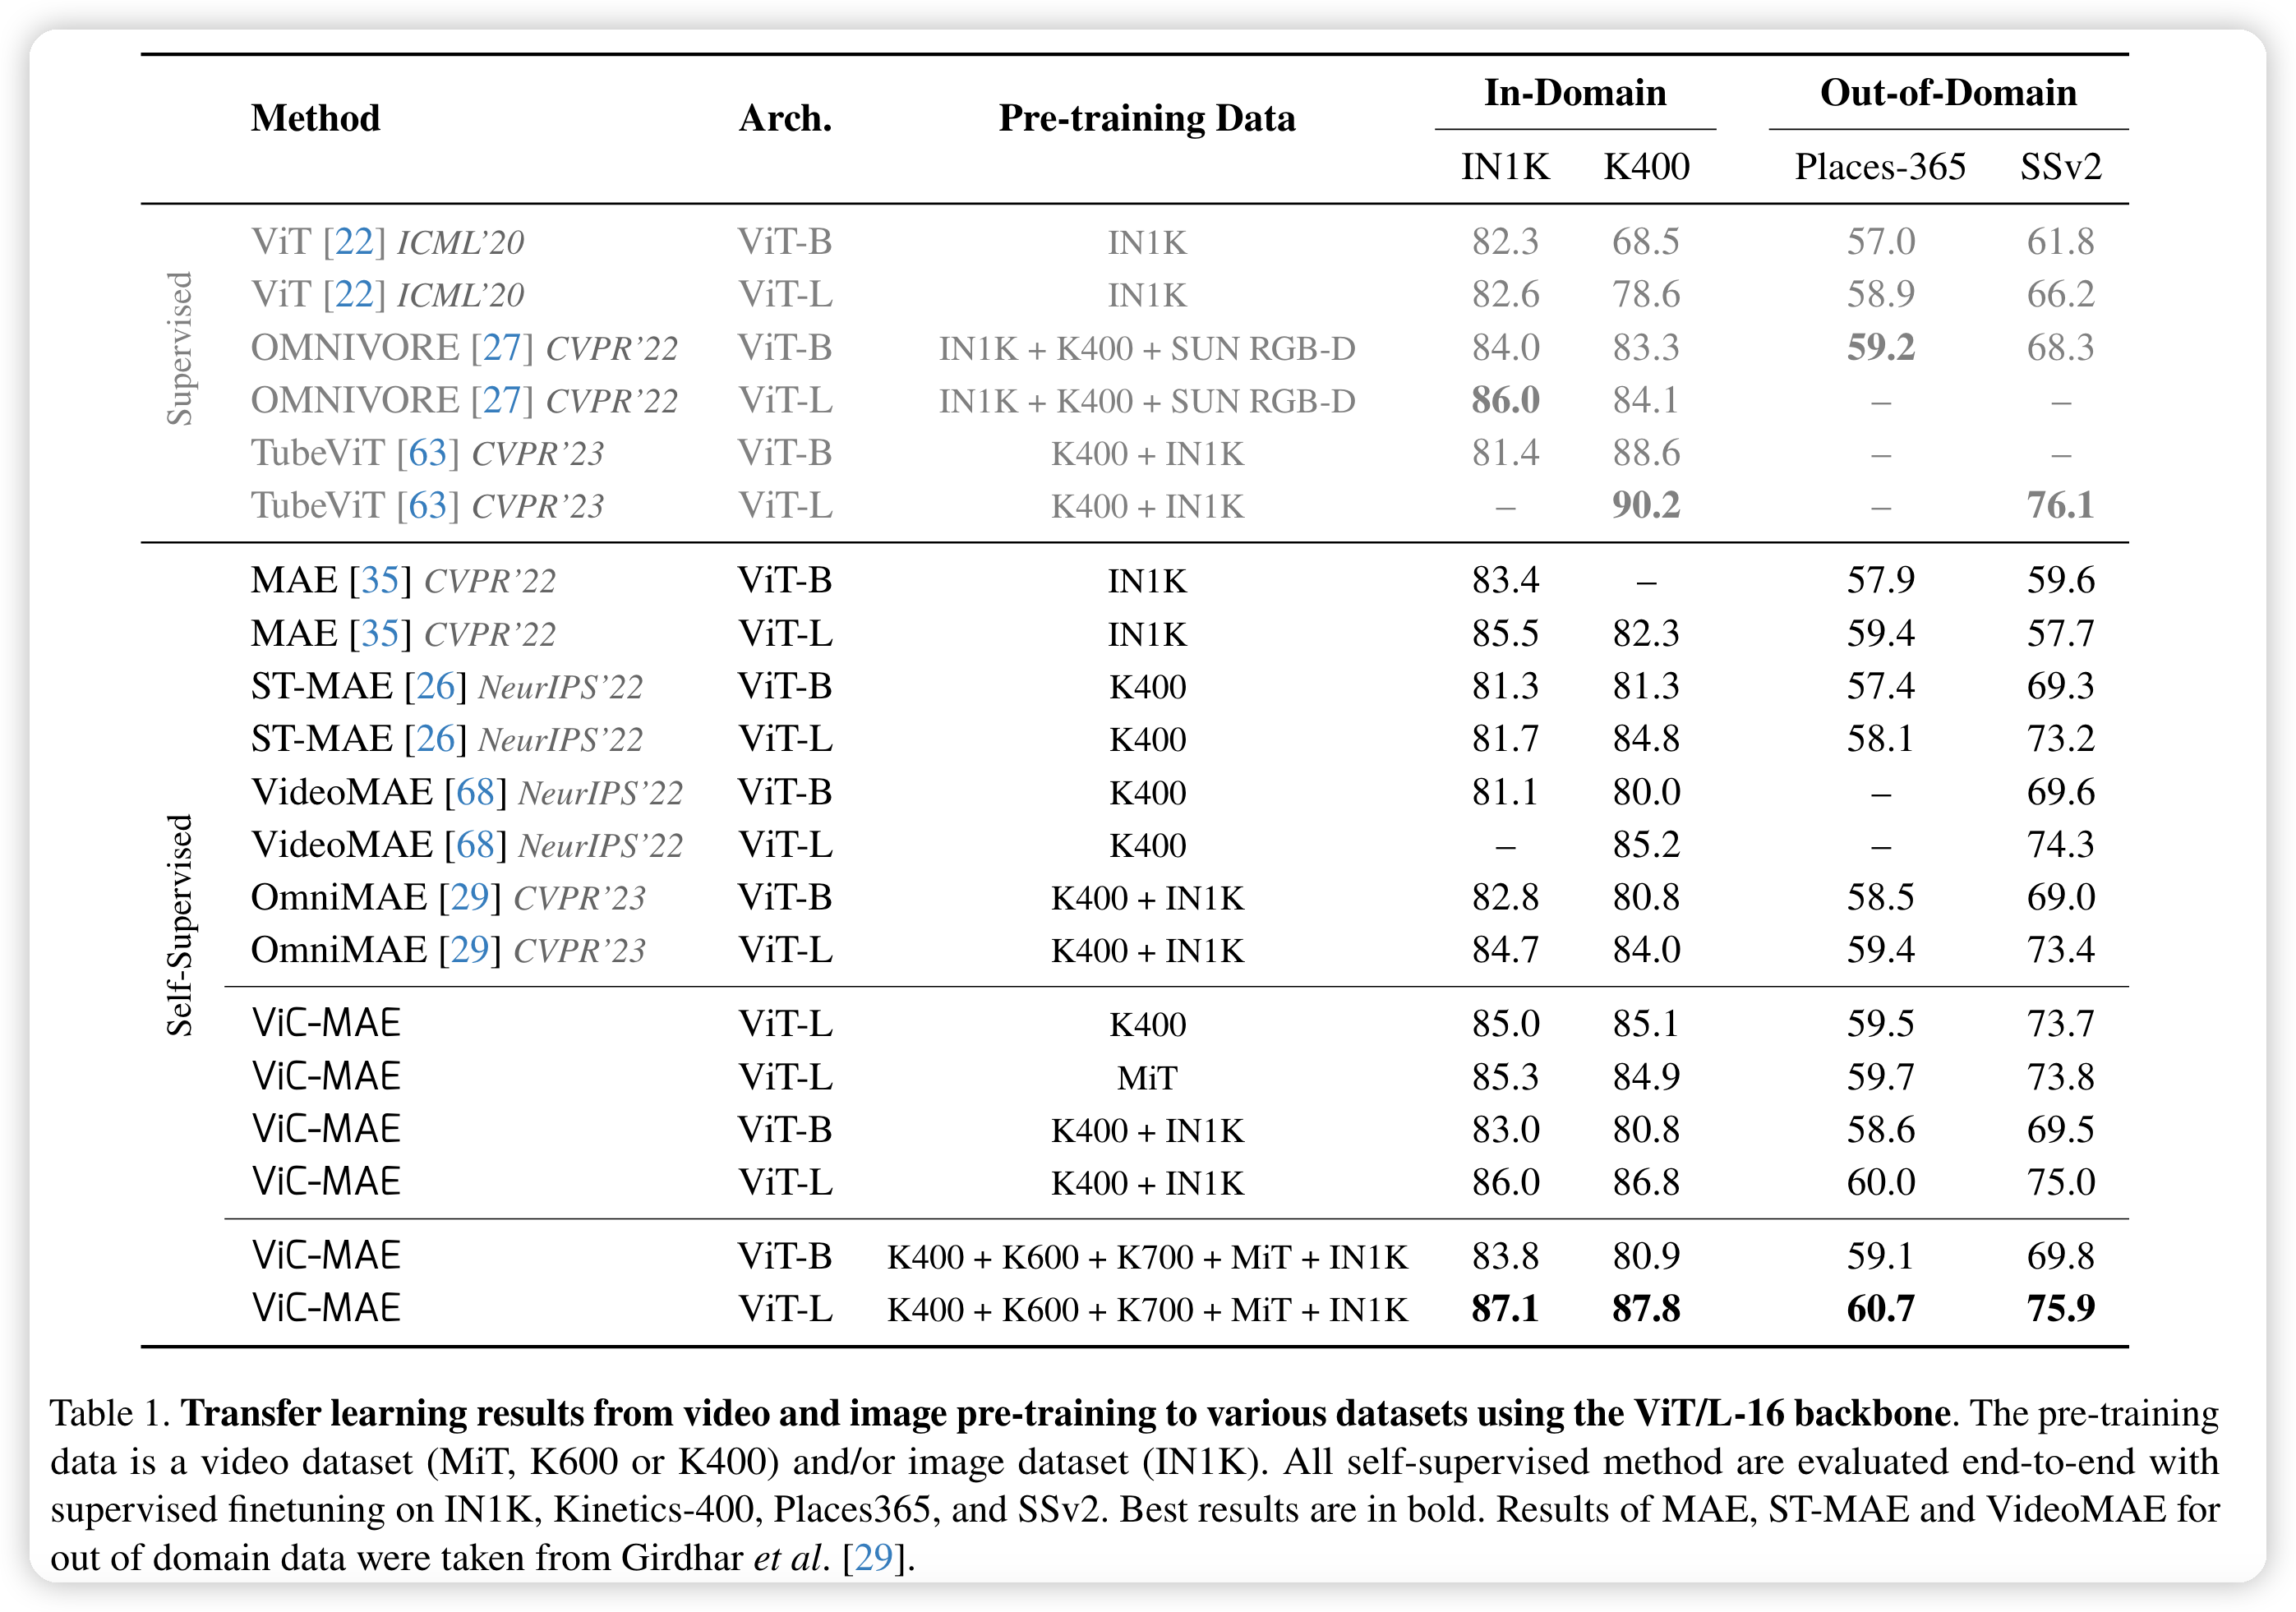 Method Arch. Pre-training Data In-Domain Out-of-Domain
IN1K K400 Places-365 SSv2
Supervised
ViT [22] ICML’20 ViT-B IN1K 82.3 68.5 57.0 61.8
ViT [22] ICML’20 ViT-L IN1K 82.6 78.6 58.9 66.2
OMNIVORE [27] CVPR’22 ViT-B IN1K + K400 + SUN RGB-D 84.0 83.3 59.2 68.3
OMNIVORE [27] CVPR’22 ViT-L IN1K + K400 + SUN RGB-D 86.0 84.1 – –
TubeViT [63] CVPR’23 ViT-B K400 + IN1K 81.4 88.6 – –
TubeViT [63] CVPR’23 ViT-L K400 + IN1K – 90.2 – 76.1
Self-Supervised
MAE [35] CVPR’22 ViT-B IN1K 83.4 – 57.9 59.6
MAE [35] CVPR’22 ViT-L IN1K 85.5 82.3 59.4 57.7
ST-MAE [26] NeurIPS’22 ViT-B K400 81.3 81.3 57.4 69.3
ST-MAE [26] NeurIPS’22 ViT-L K400 81.7 84.8 58.1 73.2
VideoMAE [68] NeurIPS’22 ViT-B K400 81.1 80.0 – 69.6
VideoMAE [68] NeurIPS’22 ViT-L K400 – 85.2 – 74.3
OmniMAE [29] CVPR’23 ViT-B K400 + IN1K 82.8 80.8 58.5 69.0
OmniMAE [29] CVPR’23 ViT-L K400 + IN1K 84.7 84.0 59.4 73.4
ViC-MAE ViT-L K400 85.0 85.1 59.5 73.7
ViC-MAE ViT-L MiT 85.3 84.9 59.7 73.8
ViC-MAE ViT-B K400 + IN1K 83.0 80.8 58.6 69.5
ViC-MAE ViT-L K400 + IN1K 86.0 86.8 60.0 75.0
ViC-MAE ViT-B K400 + K600 + K700 + MiT + IN1K 83.8 80.9 59.1 69.8
ViC-MAE ViT-L K400 + K600 + K700 + MiT + IN1K 87.1 87.8 60.7 75.9
Table 1. Transfer learning results from video and image pre-training to various datasets using the ViT/L-16 backbone. The pre-training
data is a video dataset (MiT, K600 or K400) and/or image dataset (IN1K). All self-supervised method are evaluated end-to-end with
supervised finetuning on IN1K, Kinetics-400, Places365, and SSv2. Best results are in bold. Results of MAE, ST-MAE and VideoMAE for
out of domain data were taken from Girdhar et al. [29].